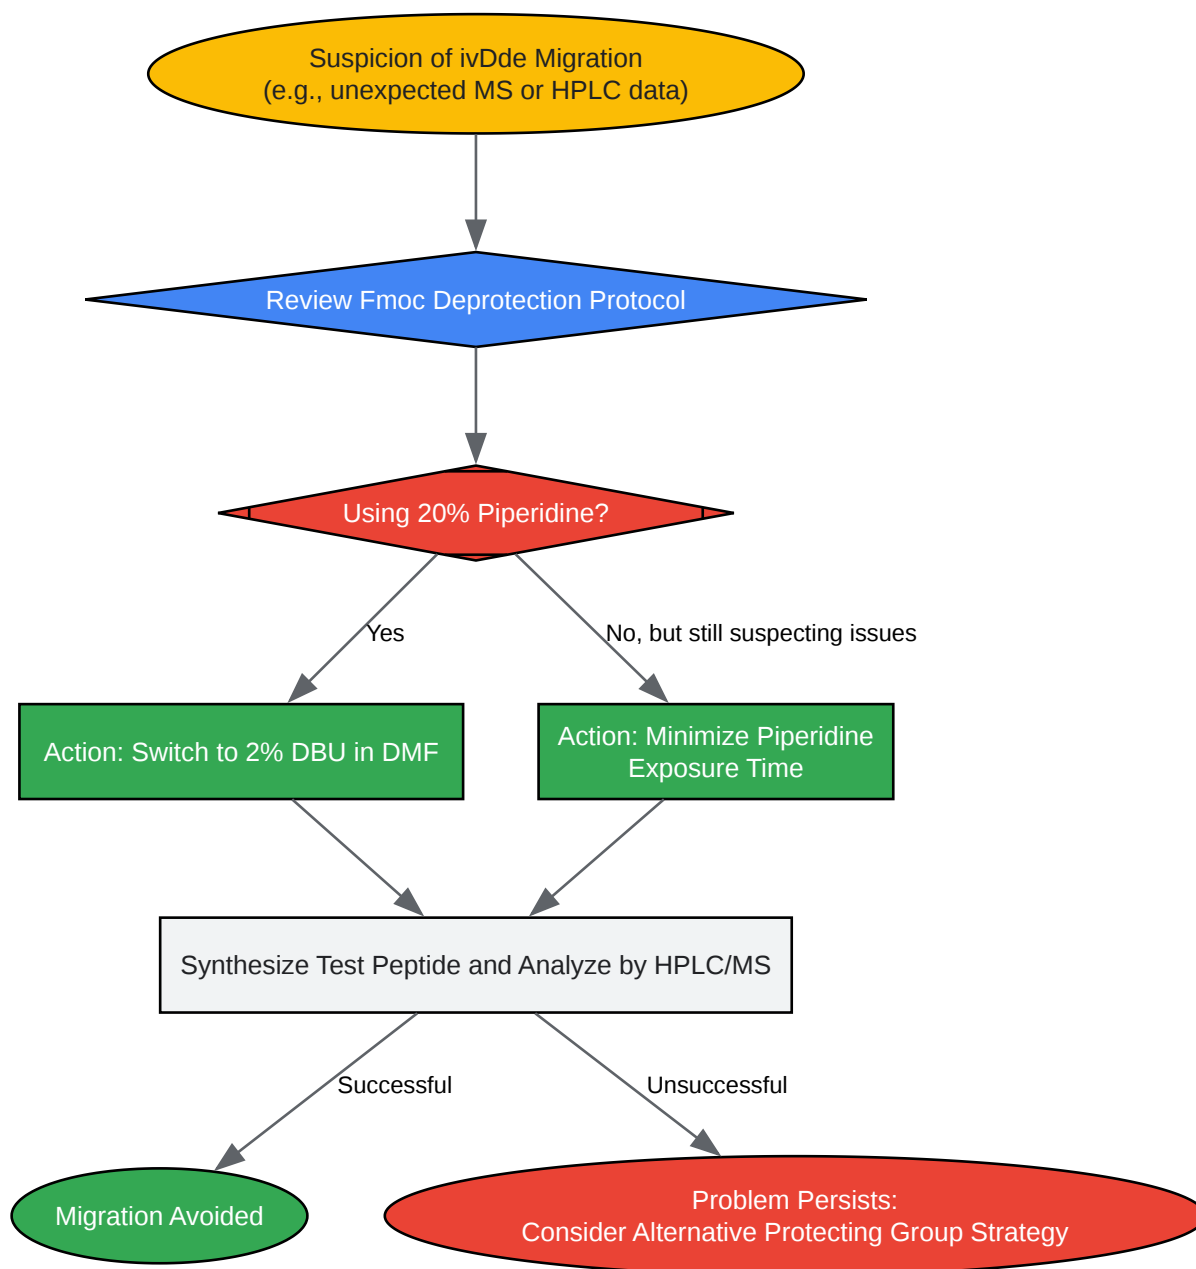 Suspicion of ivDde Migration
(e.g., unexpected MS or HPLC data)
Review Fmoc Deprotection Protocol
Using 20% Piperidine?
Yes
No, but still suspecting issues
Action: Switch to 2% DBU in DMF
Action: Minimize Piperidine
Exposure Time
Synthesize Test Peptide and Analyze by HPLC/MS
Successful
Unsuccessful
Migration Avoided
Problem Persists:
Consider Alternative Protecting Group Strategy